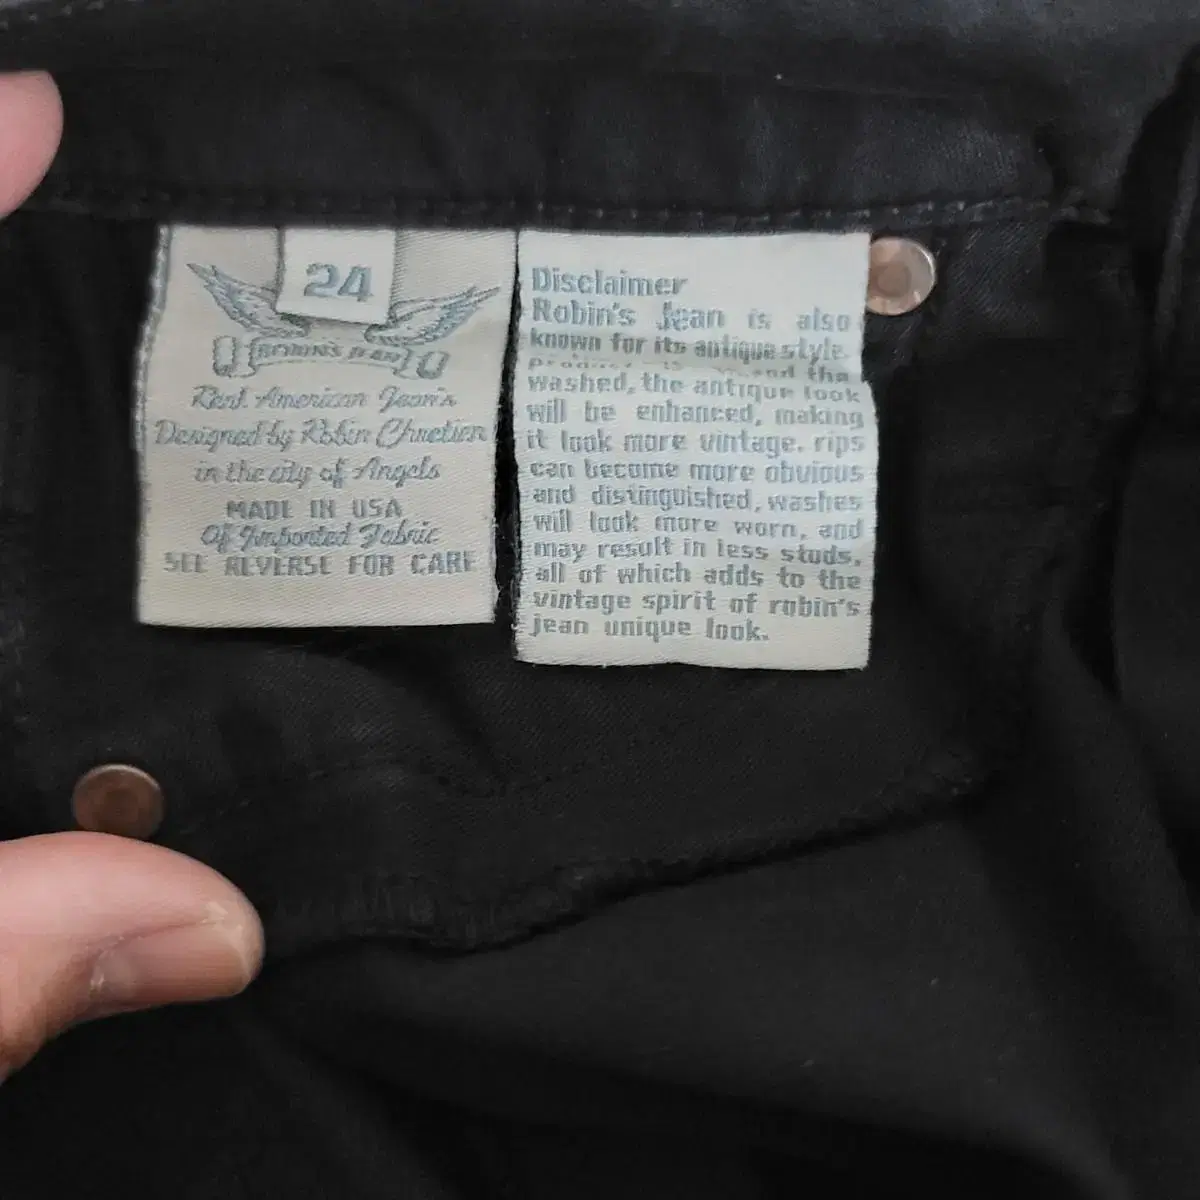 24
ROBIN'S JEAN
Real American Jean's
Designed by Robin Chretien
in the city of Angels
MADE IN USA
Of Imported Fabric
SEE REVERSE FOR CARE
Disclaimer
Robin's Jean is also
known for its antique style.
and the
washed, the antique look
will be enhanced, making
it look more vintage. rips
can become more obvious
and distinguished, washes
will look more worn, and
may result in less studs.
all of which adds to the
vintage spirit of robin's
jean unique look.